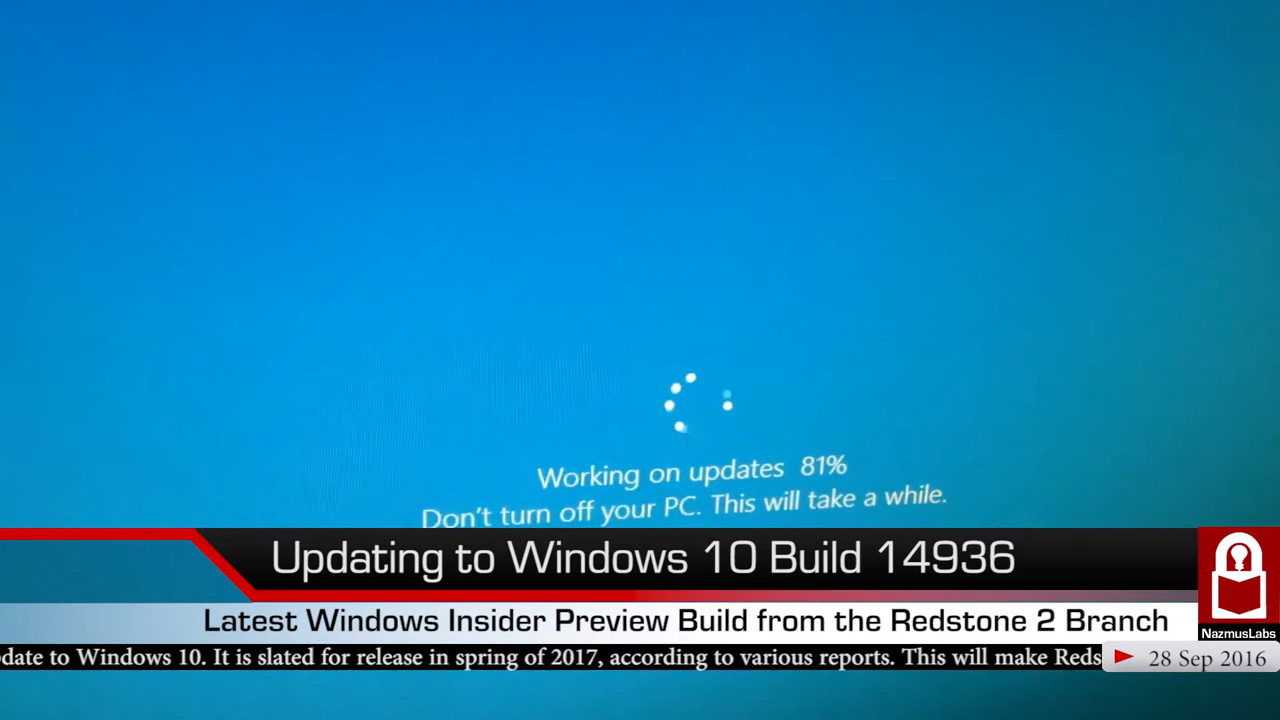 Working on updates 81%
Don't turn off your PC. This will take a while.
Updating to Windows 10 Build 14936
Latest Windows Insider Preview Build from the Redstone 2 Branch
NazmusLabs
to Windows 10. It is slated for release in spring of 2017, according to various reports. This will make
28 Sep 2016